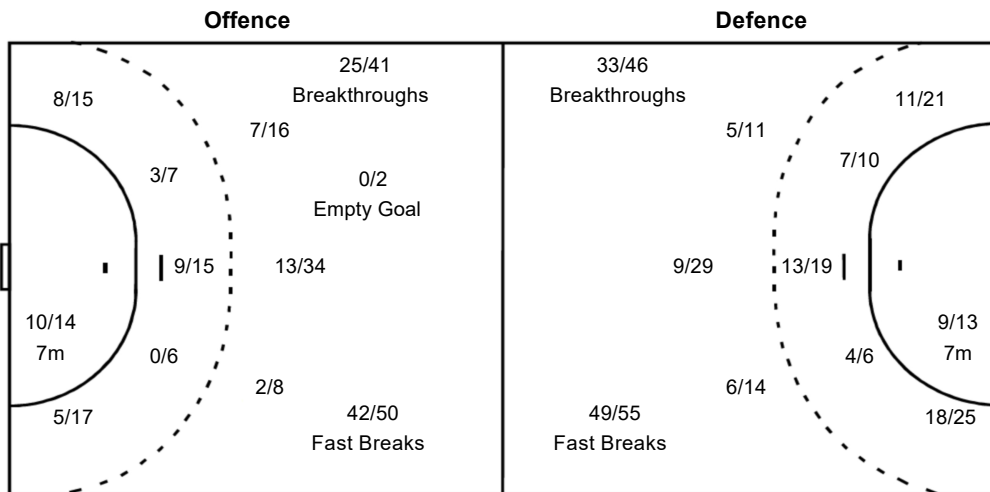 Offence
Defence
25/41
Breakthroughs
33/46
Breakthroughs
8/15
11/21
7/16
5/11
3/7
7/10
0/2
Empty Goal
9/15
13/34
9/29
13/19
10/14
7m
9/13
7m
0/6
4/6
2/8
6/14
5/17
42/50
Fast Breaks
49/55
Fast Breaks
18/25